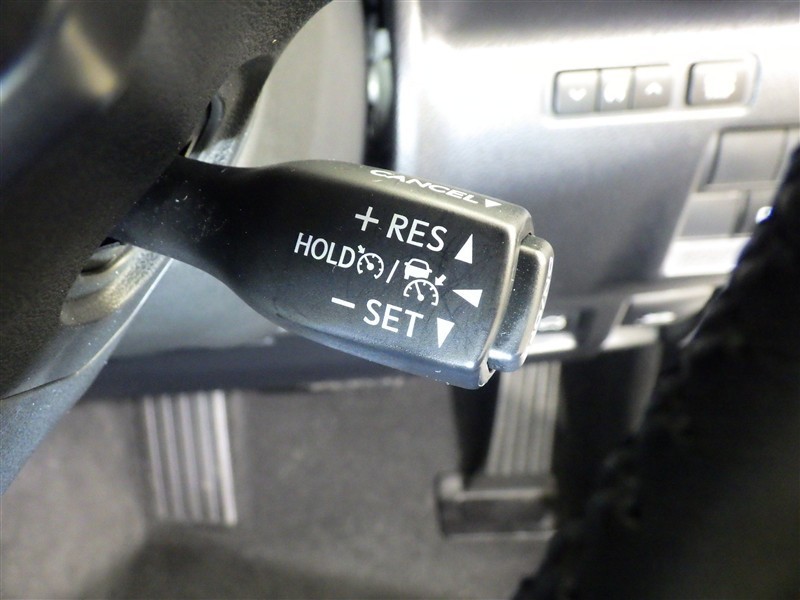 CANCEL▼
+ RES ▲
HOLD / ◀
− SET ▼